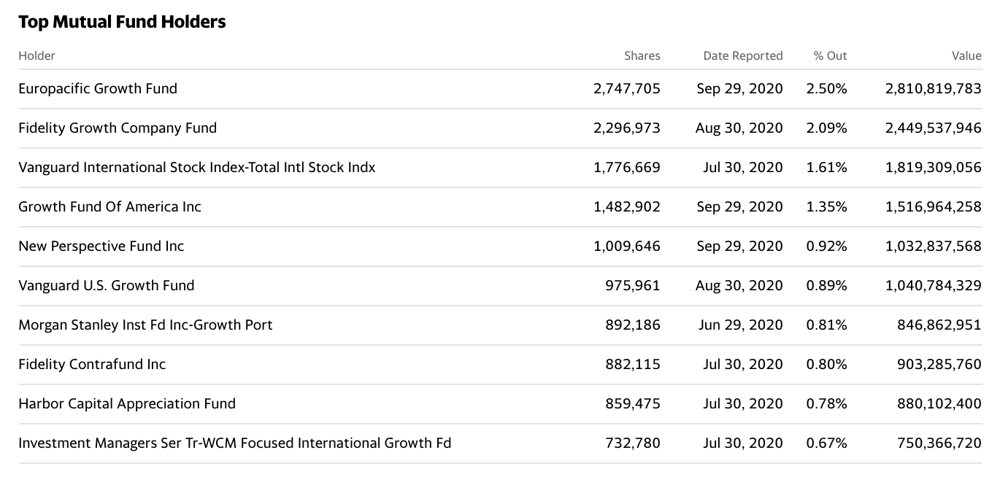 Top Mutual Fund Holders
Holder Shares Date Reported % Out Value
Europacific Growth Fund 2,747,705 Sep 29, 2020 2.50% 2,810,819,783
Fidelity Growth Company Fund 2,296,973 Aug 30, 2020 2.09% 2,449,537,946
Vanguard International Stock Index-Total Intl Stock Indx 1,776,669 Jul 30, 2020 1.61% 1,819,309,056
Growth Fund Of America Inc 1,482,902 Sep 29, 2020 1.35% 1,516,964,258
New Perspective Fund Inc 1,009,646 Sep 29, 2020 0.92% 1,032,837,568
Vanguard U.S. Growth Fund 975,961 Aug 30, 2020 0.89% 1,040,784,329
Morgan Stanley Inst Fd Inc-Growth Port 892,186 Jun 29, 2020 0.81% 846,862,951
Fidelity Contrafund Inc 882,115 Jul 30, 2020 0.80% 903,285,760
Harbor Capital Appreciation Fund 859,475 Jul 30, 2020 0.78% 880,102,400
Investment Managers Ser Tr-WCM Focused International Growth Fd 732,780 Jul 30, 2020 0.67% 750,366,720